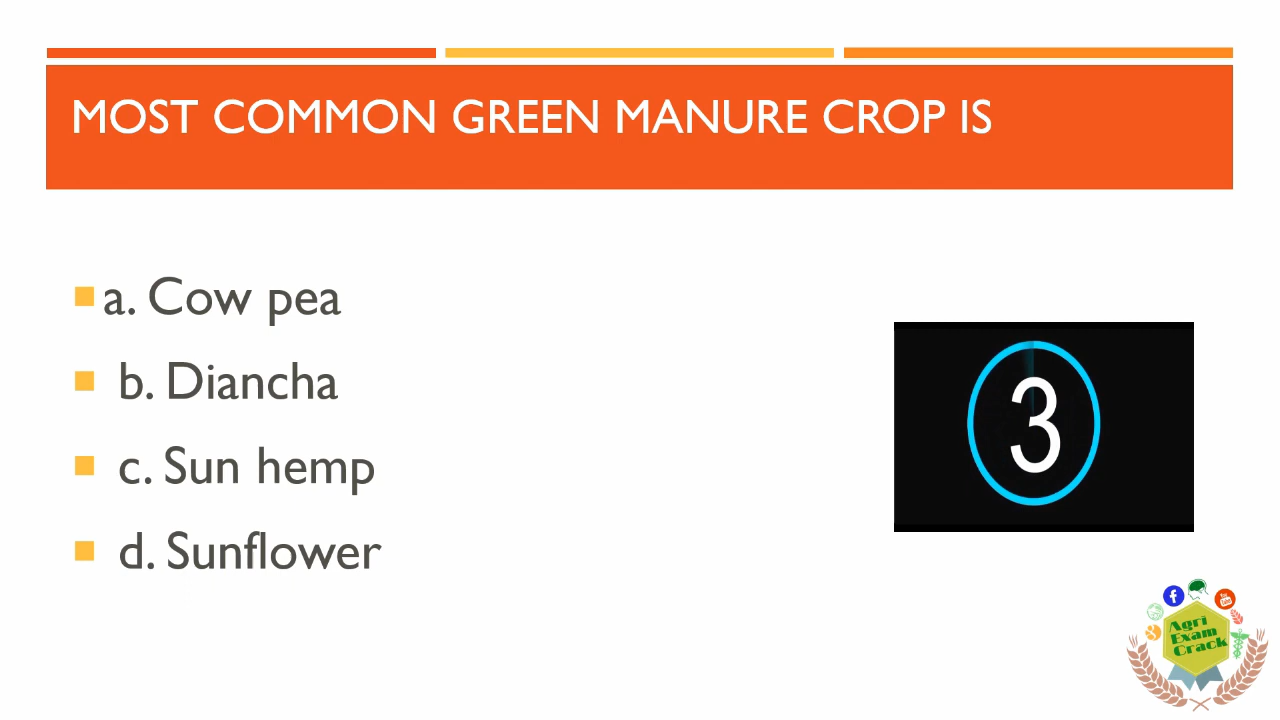 MOST COMMON GREEN MANURE CROP IS
a. Cow pea
b. Diancha
c. Sun hemp
d. Sunflower
3
Agri
Exam
Crack